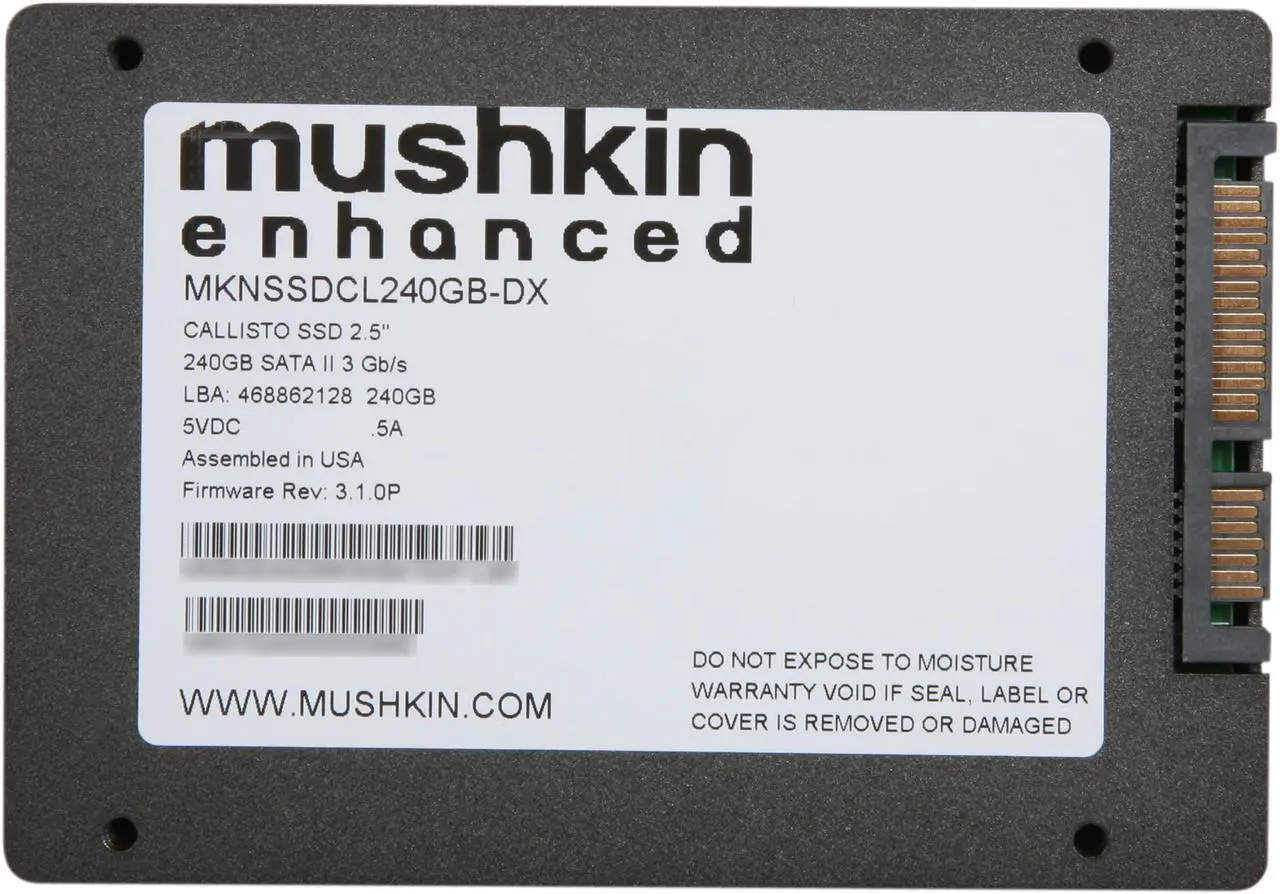 mushkin
enhanced
MKNSSDCL240GB-DX
CALLISTO SSD 2.5"
240GB SATA II 3 Gb/s
LBA: 468862128 240GB
5VDC .5A
Assembled in USA
Firmware Rev: 3.1.0P
WWW.MUSHKIN.COM
DO NOT EXPOSE TO MOISTURE
WARRANTY VOID IF SEAL, LABEL OR
COVER IS REMOVED OR DAMAGED